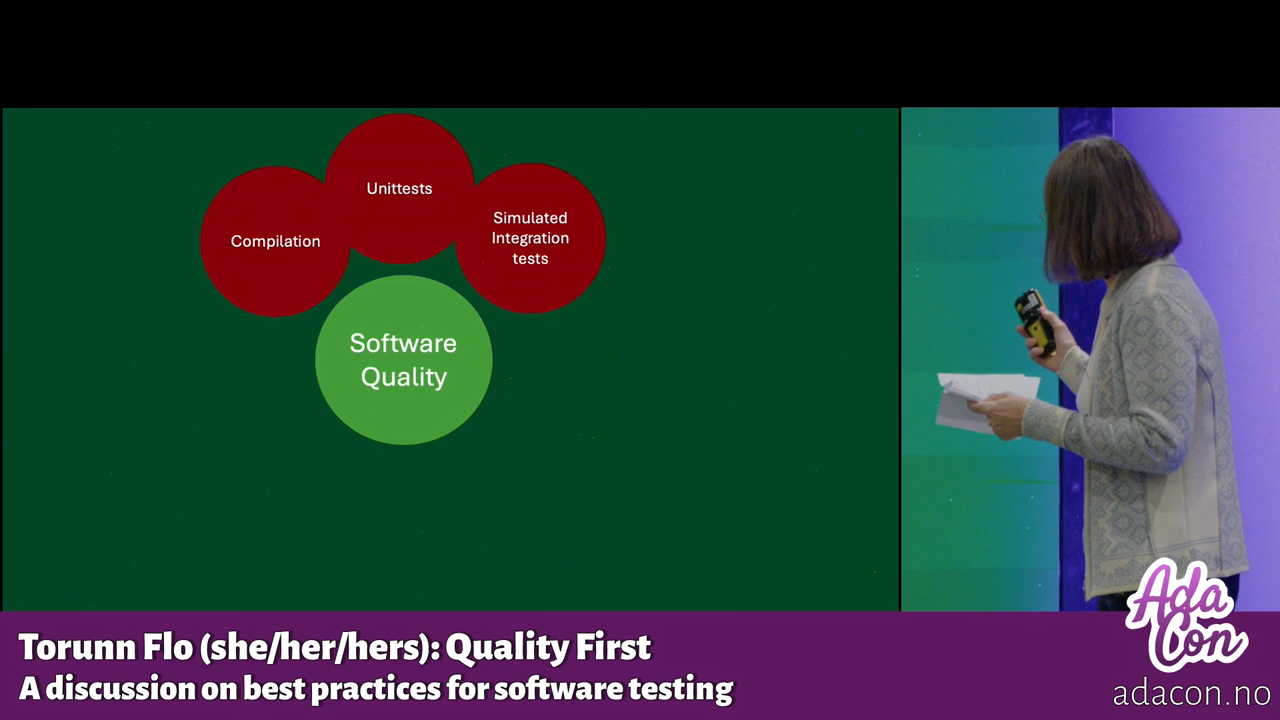 Unittests
Compilation
Simulated
Integration
tests
Software
Quality
Torunn Flo (she/her/hers): Quality First
A discussion on best practices for software testing
Ada
Con
adacon.no